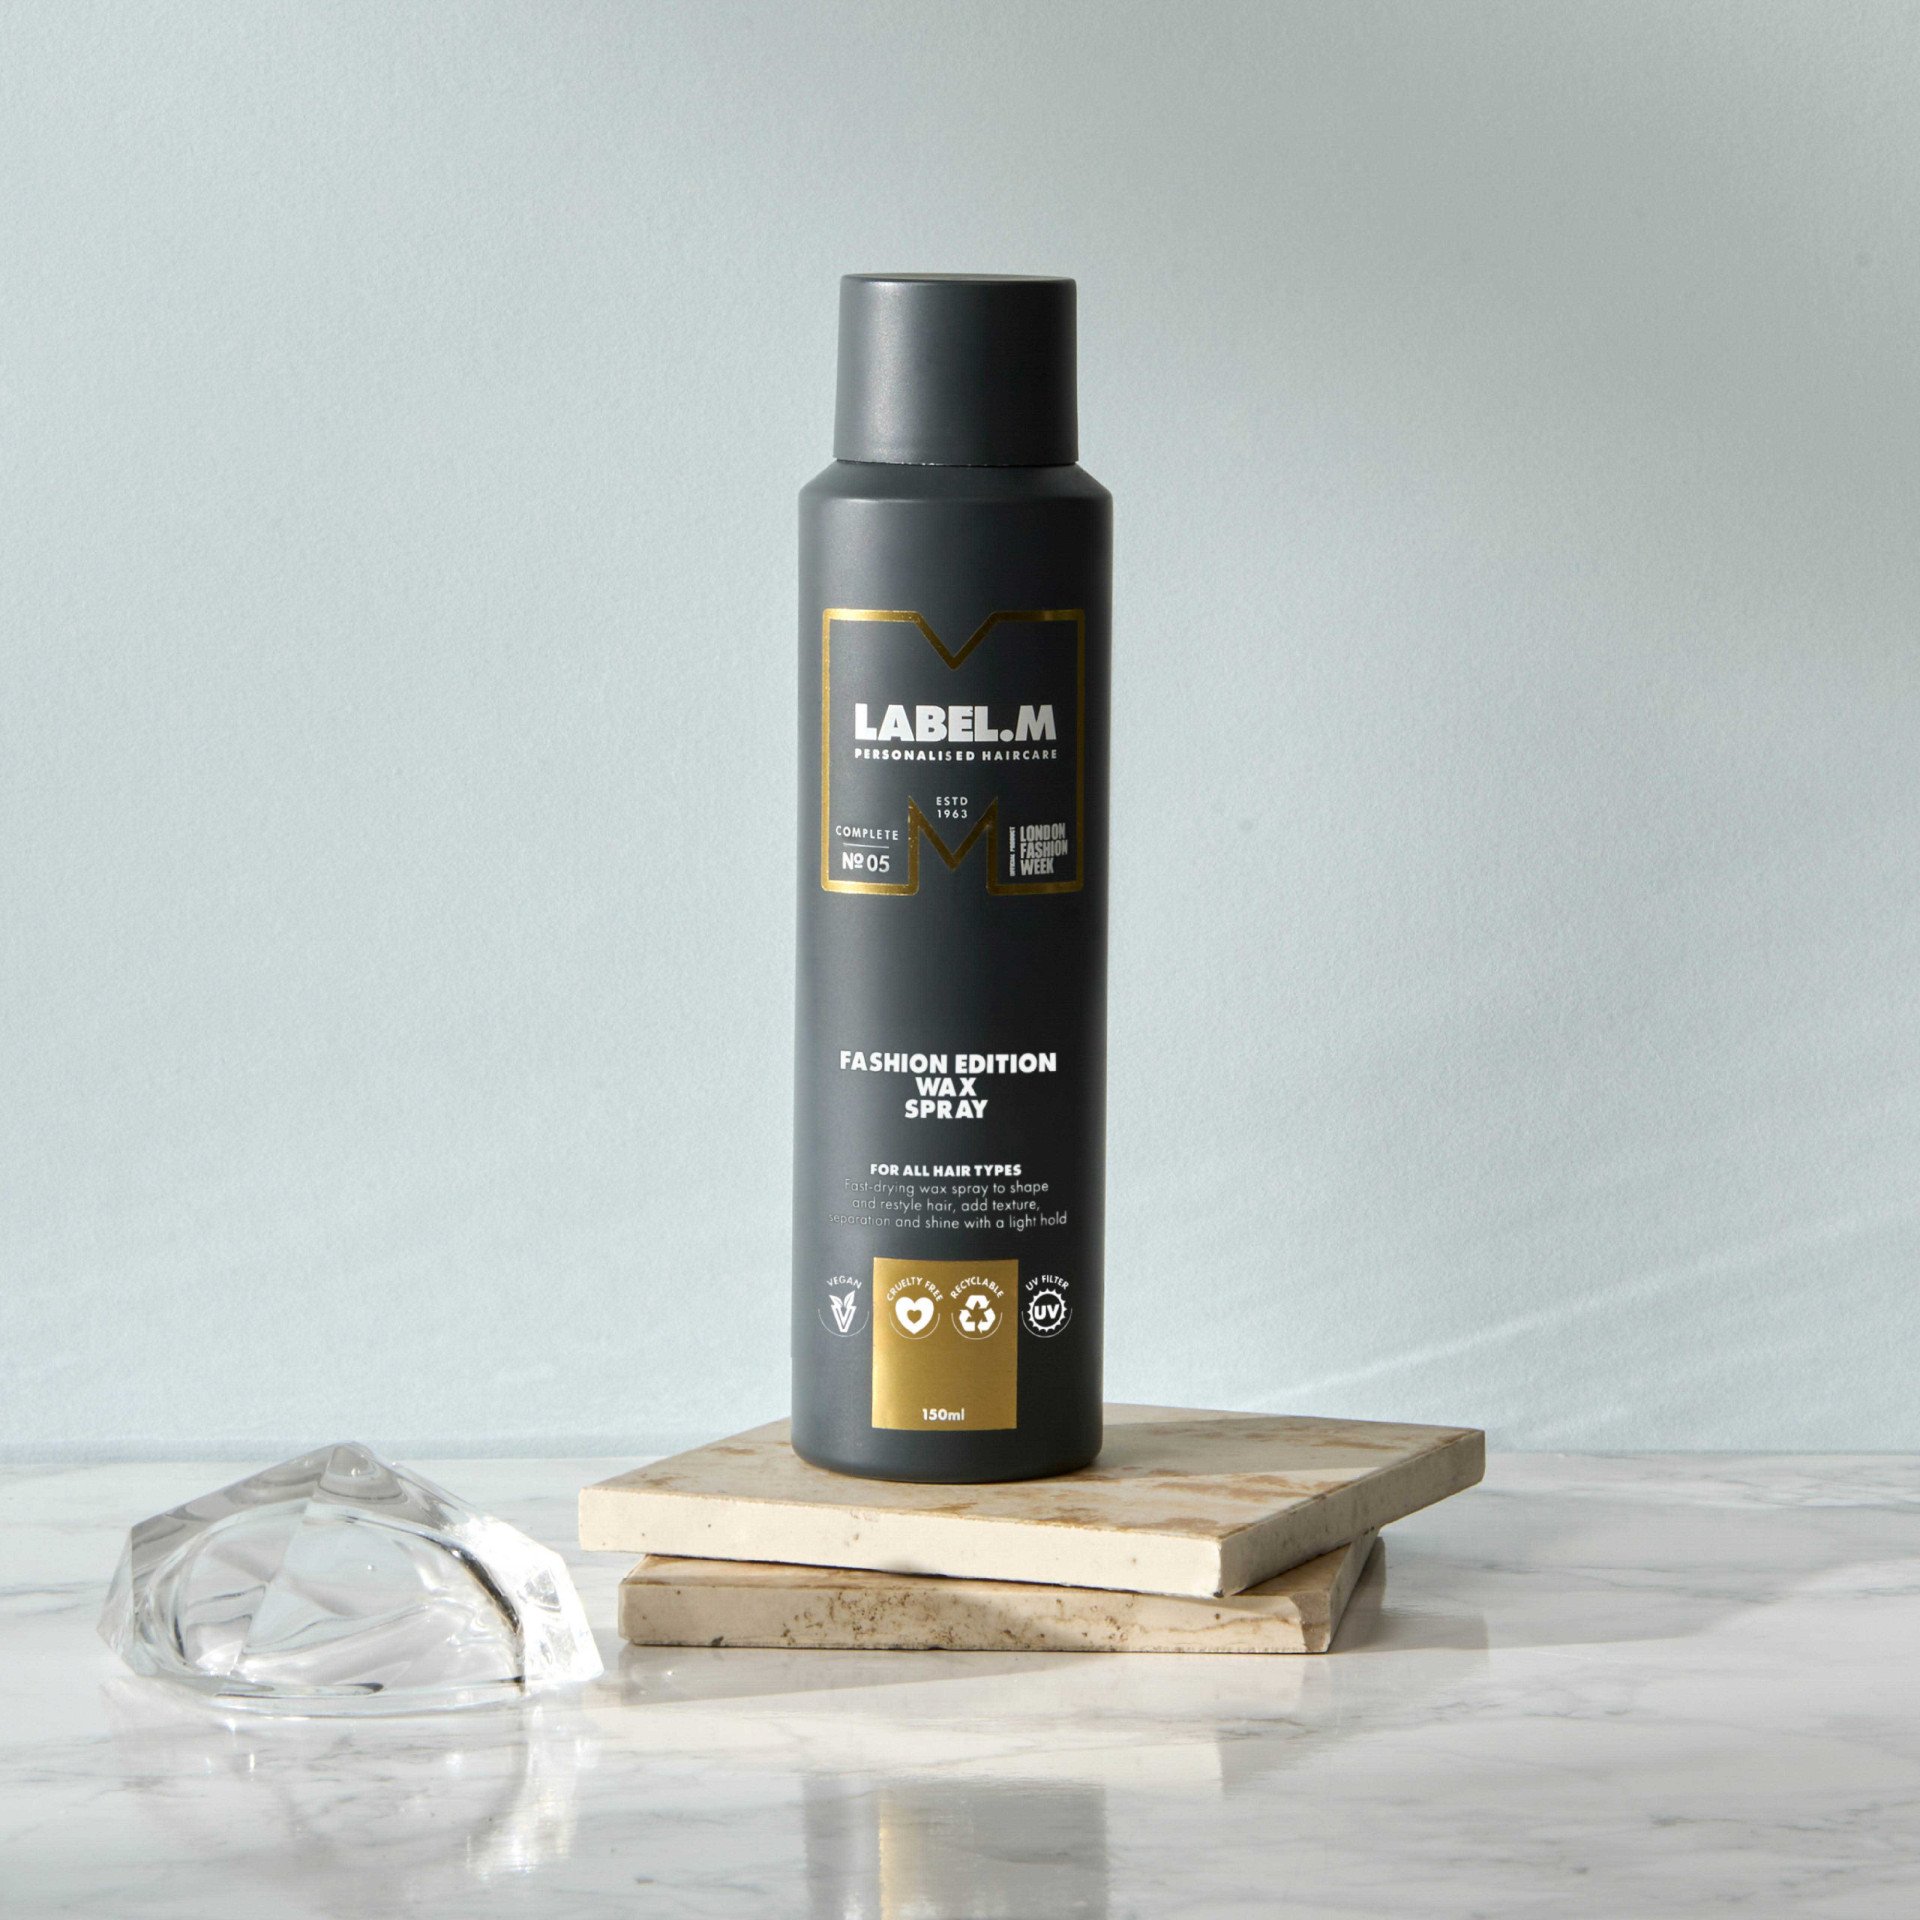 LABEL.M
PERSONALISED HAIRCARE
ESTD
1963
COMPLETE
Nº 05
OFFICIAL PRODUCT
LONDON
FASHION
WEEK
FASHION EDITION
WAX
SPRAY
FOR ALL HAIR TYPES
Fast-drying wax spray to shape
and restyle hair, add texture,
separation and shine with a light hold
VEGAN
CRUELTY FREE
RECYCLABLE
UV FILTER
UV
150ml